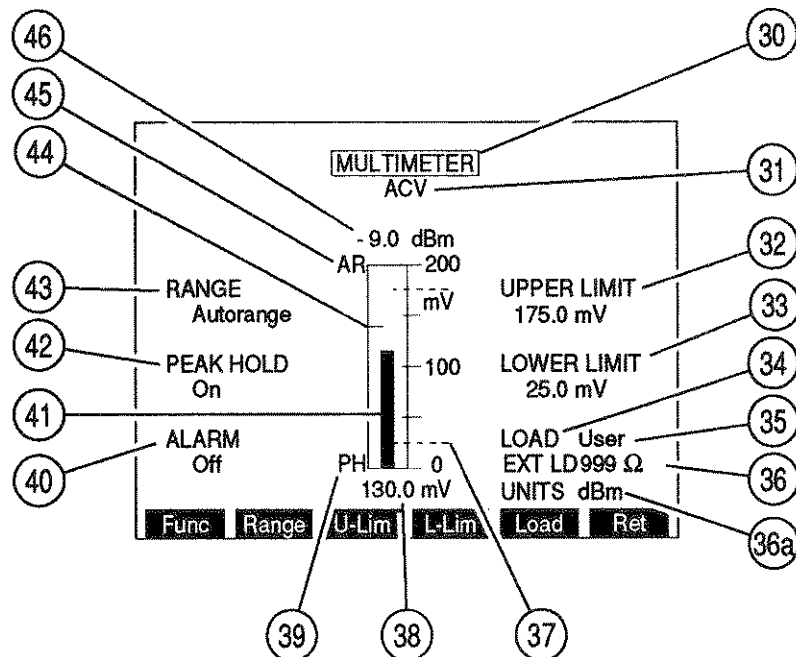 46
30
45
44
MULTIMETER
ACV
31
- 9.0 dBm
AR
200
32
43
RANGE
Autorange
mV
UPPER LIMIT
175.0 mV
33
42
PEAK HOLD
On
100
LOWER LIMIT
25.0 mV
34
41
35
40
ALARM
Off
PH
0
LOAD User
EXT LD 999 Ω
UNITS dBm
36
130.0 mV
Func Range U-Lim L-Lim Load Ret
36a
39
38
37